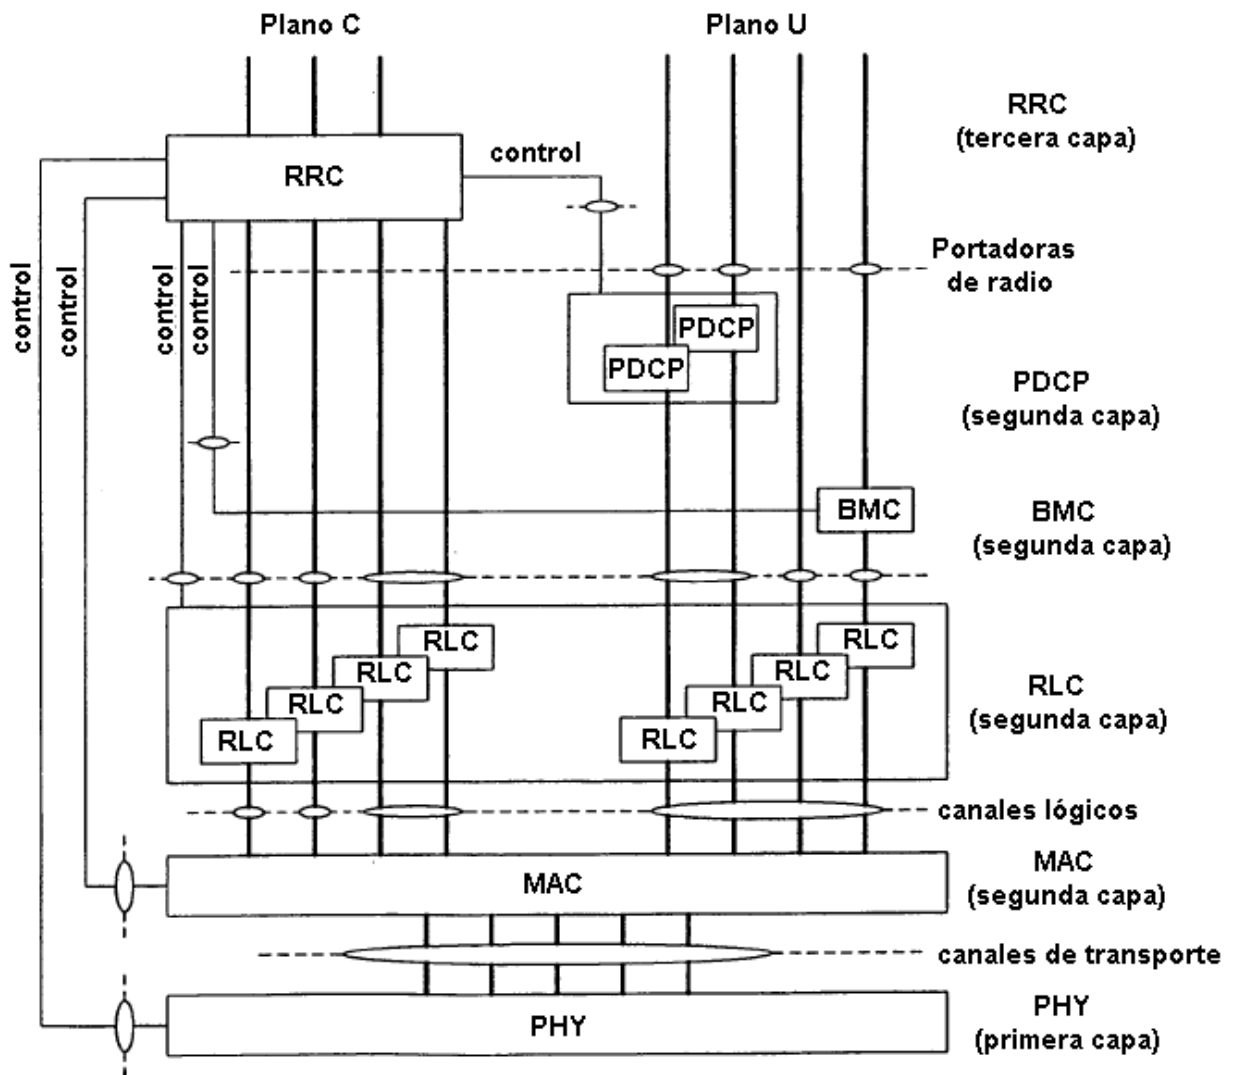 Plano C
Plano U
RRC
(tercera capa)
control
RRC
Portadoras
de radio
control
control
control
control
PDCP
PDCP
PDCP
(segunda capa)
BMC
BMC
(segunda capa)
RLC
RLC
RLC
RLC
RLC
RLC
RLC
RLC
RLC
(segunda capa)
canales lógicos
MAC
MAC
(segunda capa)
canales de transporte
PHY
PHY
(primera capa)